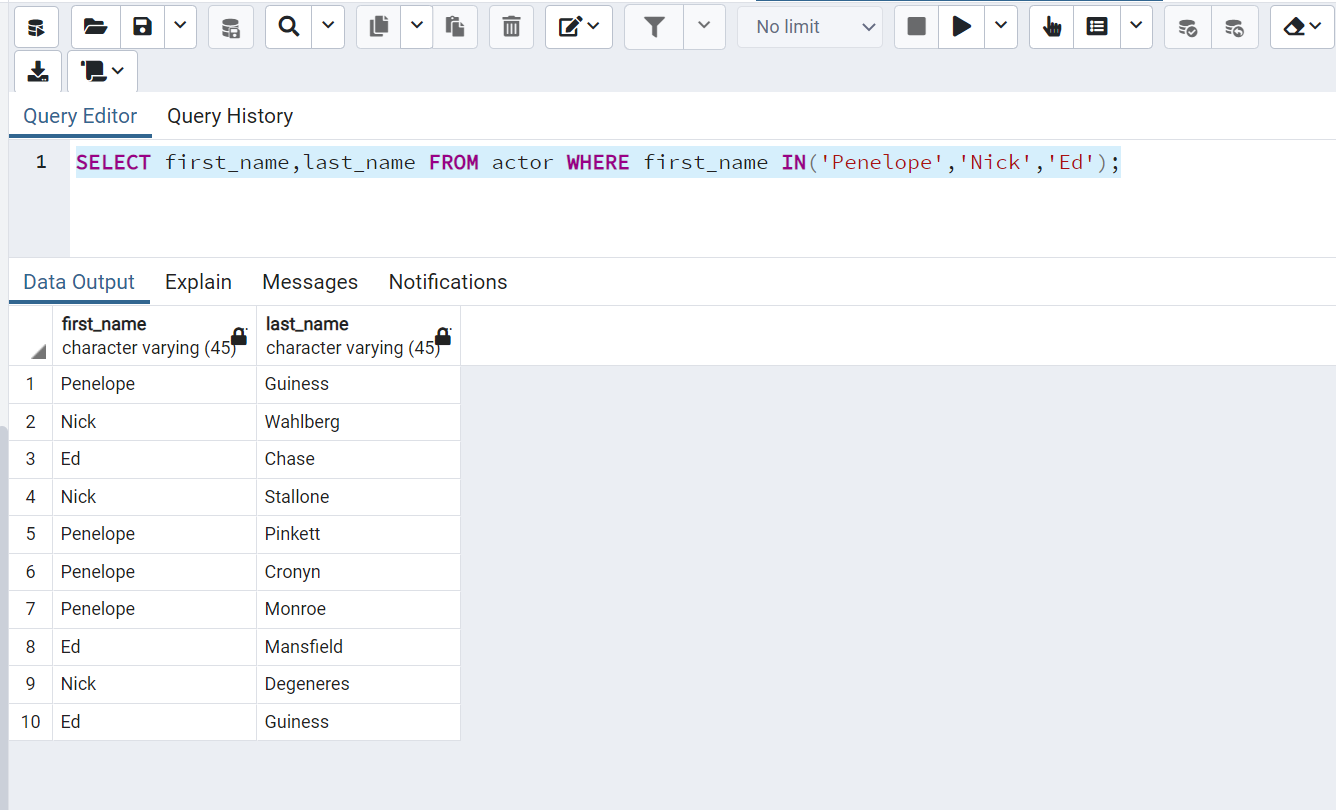 No limit
Query Editor Query History
1 SELECT first_name,last_name FROM actor WHERE first_name IN('Penelope','Nick','Ed');
Data Output Explain Messages Notifications
first_name last_name
character varying (45) character varying (45)
1 Penelope Guiness
2 Nick Wahlberg
3 Ed Chase
4 Nick Stallone
5 Penelope Pinkett
6 Penelope Cronyn
7 Penelope Monroe
8 Ed Mansfield
9 Nick Degeneres
10 Ed Guiness